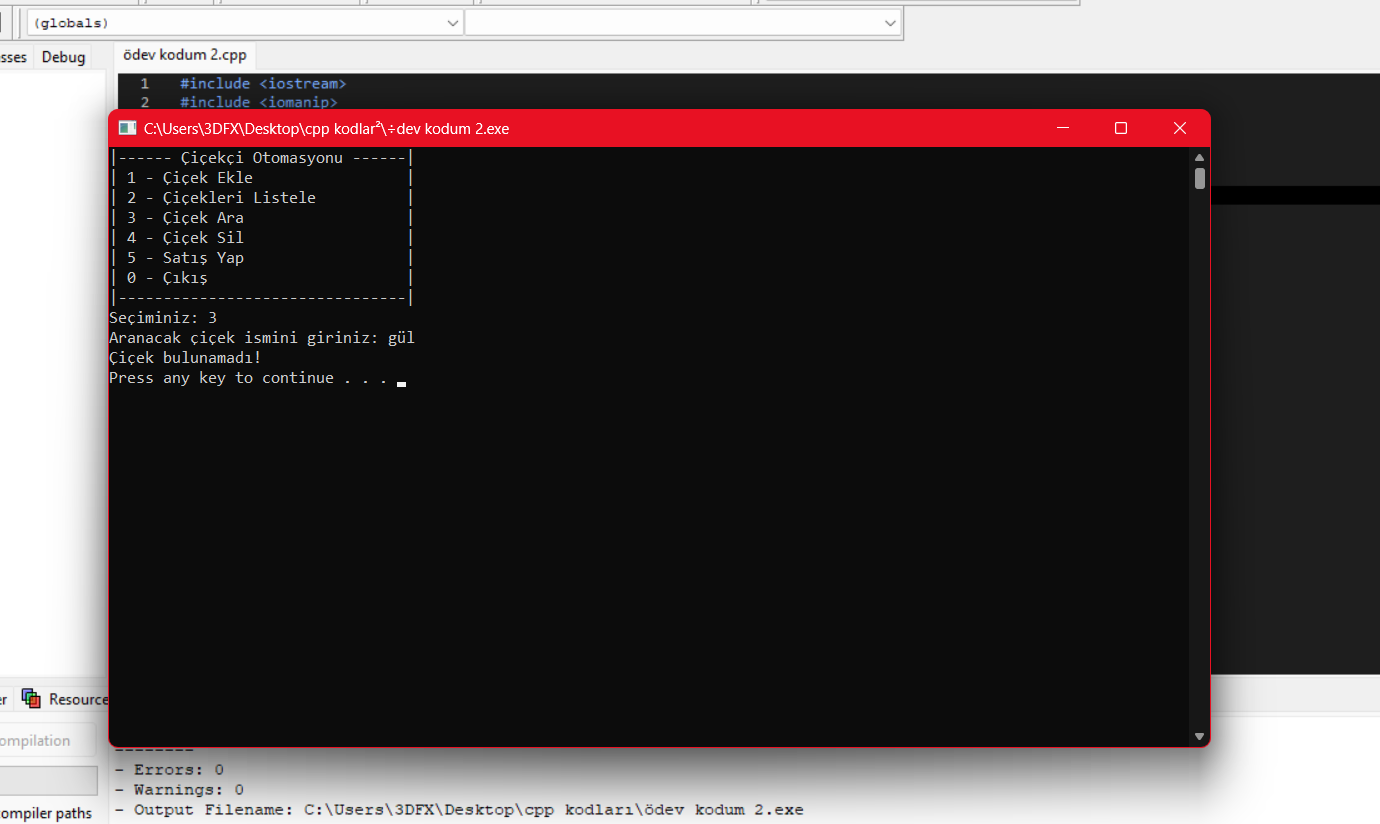 (globals)
sses Debug ödev kodum 2.cpp
1 #include <iostream>
2 #include <iomanip>
C:\Users\3DFX\Desktop\cpp kodlar²\÷dev kodum 2.exe
|------ Çiçekçi Otomasyonu ------|
| 1 - Çiçek Ekle |
| 2 - Çiçekleri Listele |
| 3 - Çiçek Ara |
| 4 - Çiçek Sil |
| 5 - Satış Yap |
| 0 - Çıkış |
|--------------------------------|
Seçiminiz: 3
Aranacak çiçek ismini giriniz: gül
Çiçek bulunamadı!
Press any key to continue . . .
er Resource
ompilation
--------
- Errors: 0
- Warnings: 0
ompiler paths
- Output Filename: C:\Users\3DFX\Desktop\cpp kodları\ödev kodum 2.exe